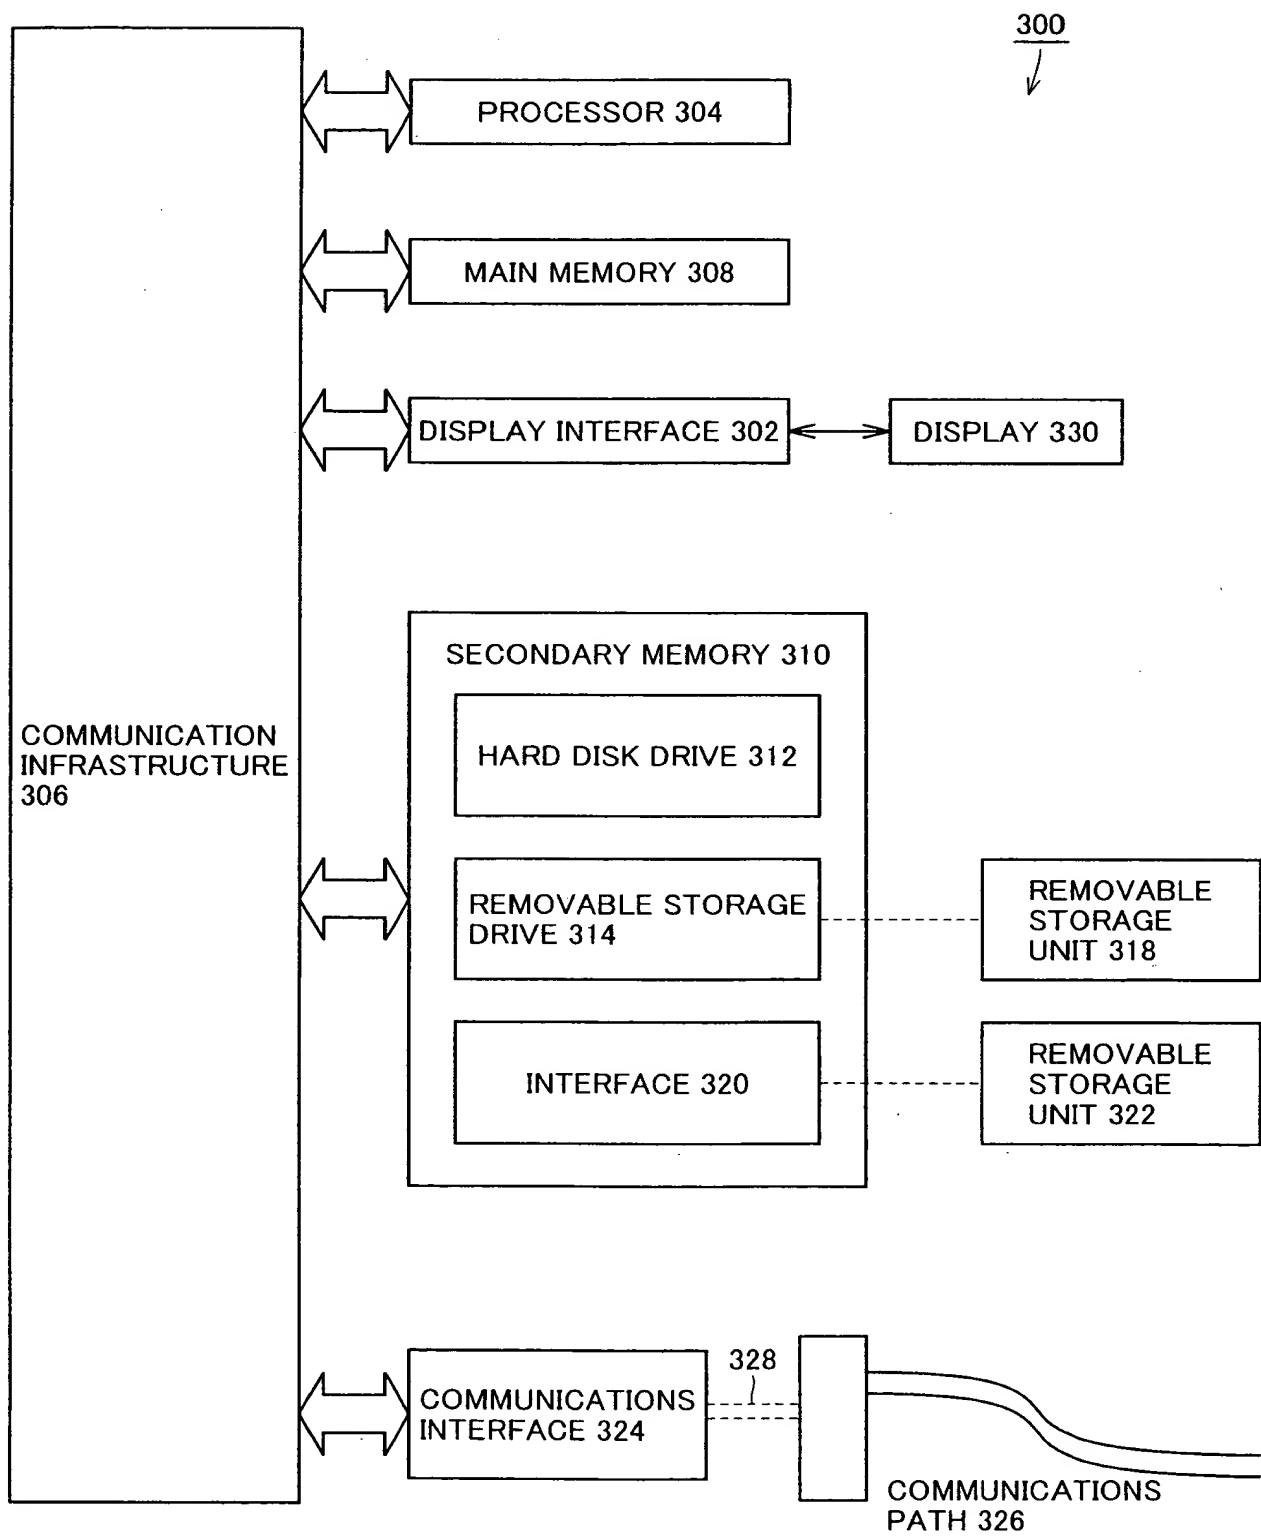 300
PROCESSOR 304
MAIN MEMORY 308
DISPLAY INTERFACE 302
DISPLAY 330
SECONDARY MEMORY 310
HARD DISK DRIVE 312
COMMUNICATION
INFRASTRUCTURE
306
REMOVABLE STORAGE
DRIVE 314
REMOVABLE
STORAGE
UNIT 318
INTERFACE 320
REMOVABLE
STORAGE
UNIT 322
328
COMMUNICATIONS
INTERFACE 324
COMMUNICATIONS
PATH 326